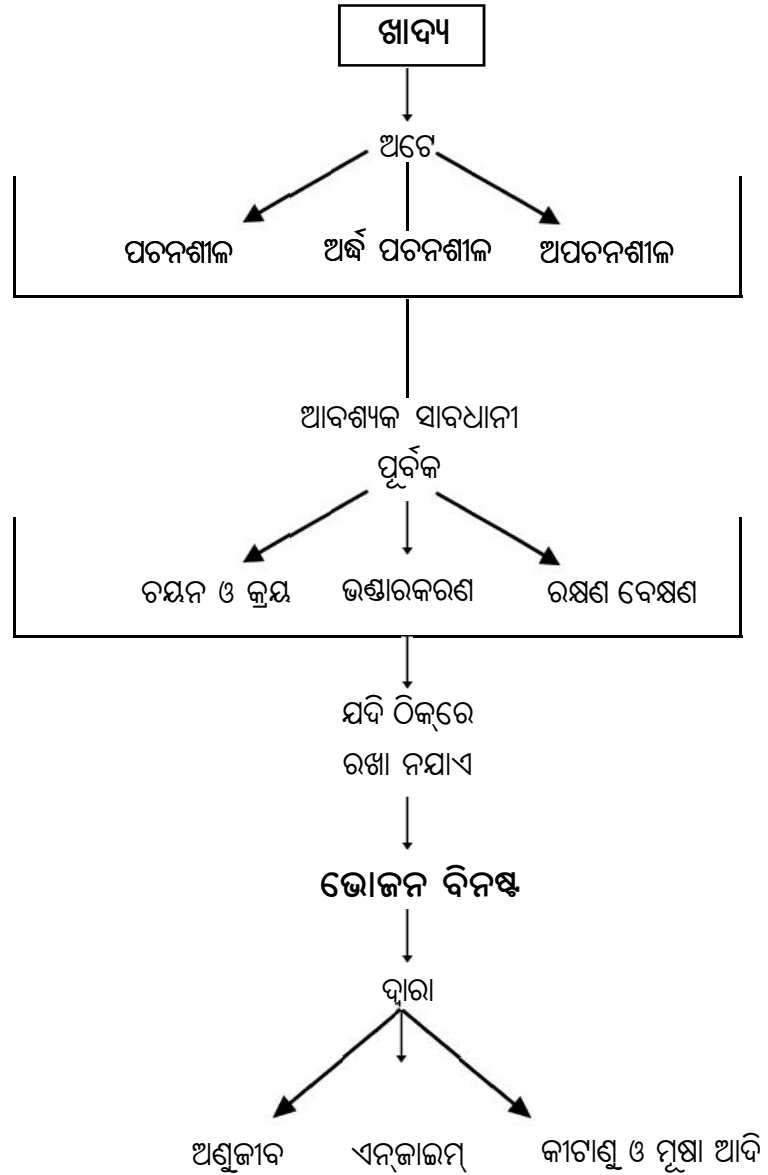 ଖାଦ୍ୟ
ଅଟେ
ପଚନଶୀଳ ଅର୍ଦ୍ଧ ପଚନଶୀଳ ଅପଚନଶୀଳ
ଆବଶ୍ୟକ ସାବଧାନୀ
ପୂର୍ବକ
ଚୟନ ଓ କ୍ରୟ ଭଣ୍ଡାରକରଣ ରକ୍ଷଣ ବେକ୍ଷଣ
ଯଦି ଠିକ୍‌ରେ
ରଖା ନଯାଏ
ଭୋଜନ ବିନଷ୍ଟ
ଦ୍ୱାରା
ଅଣୁଜୀବ ଏନ୍‌ଜାଇମ୍ କୀଟାଣୁ ଓ ମୂଷା ଆଦି